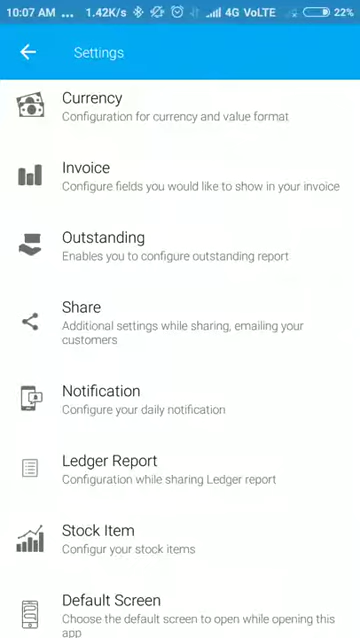 10:07 AM ... 1.42K/s 4G VoLTE 22%
Settings
Currency
Configuration for currency and value format
Invoice
Configure fields you would like to show in your invoice
Outstanding
Enables you to configure outstanding report
Share
Additional settings while sharing, emailing your
customers
Notification
Configure your daily notification
Ledger Report
Configuration while sharing Ledger report
Stock Item
Configur your stock items
Default Screen
Choose the default screen to open while opening this
app